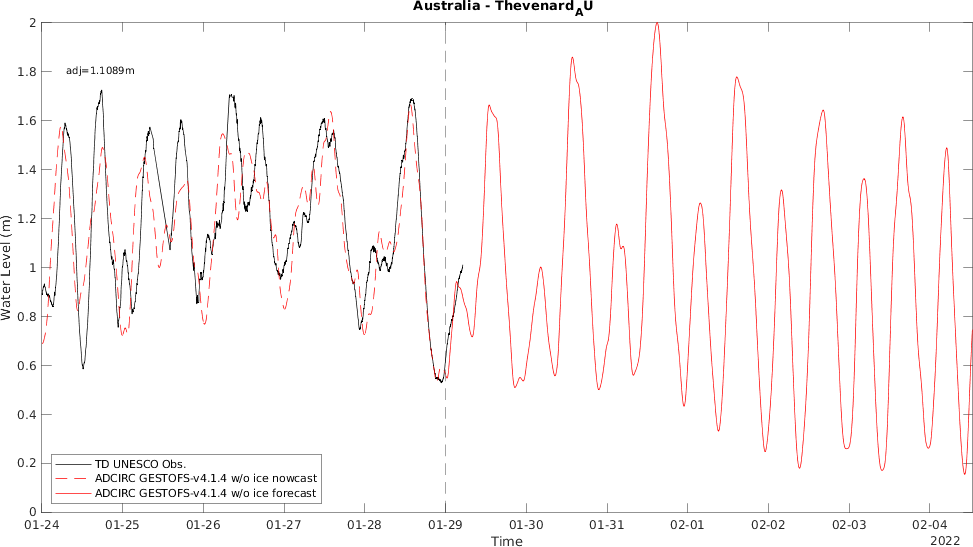 Australia - Thevenard_AU
adj=1.1089m
Water Level (m)
2
1.8
1.6
1.4
1.2
1
0.8
0.6
0.4
0.2
0
TD UNESCO Obs.
ADCIRC GESTOFS-v4.1.4 w/o ice nowcast
ADCIRC GESTOFS-v4.1.4 w/o ice forecast
01-24 01-25 01-26 01-27 01-28 01-29 01-30 01-31 02-01 02-02 02-03 02-04
Time
2022